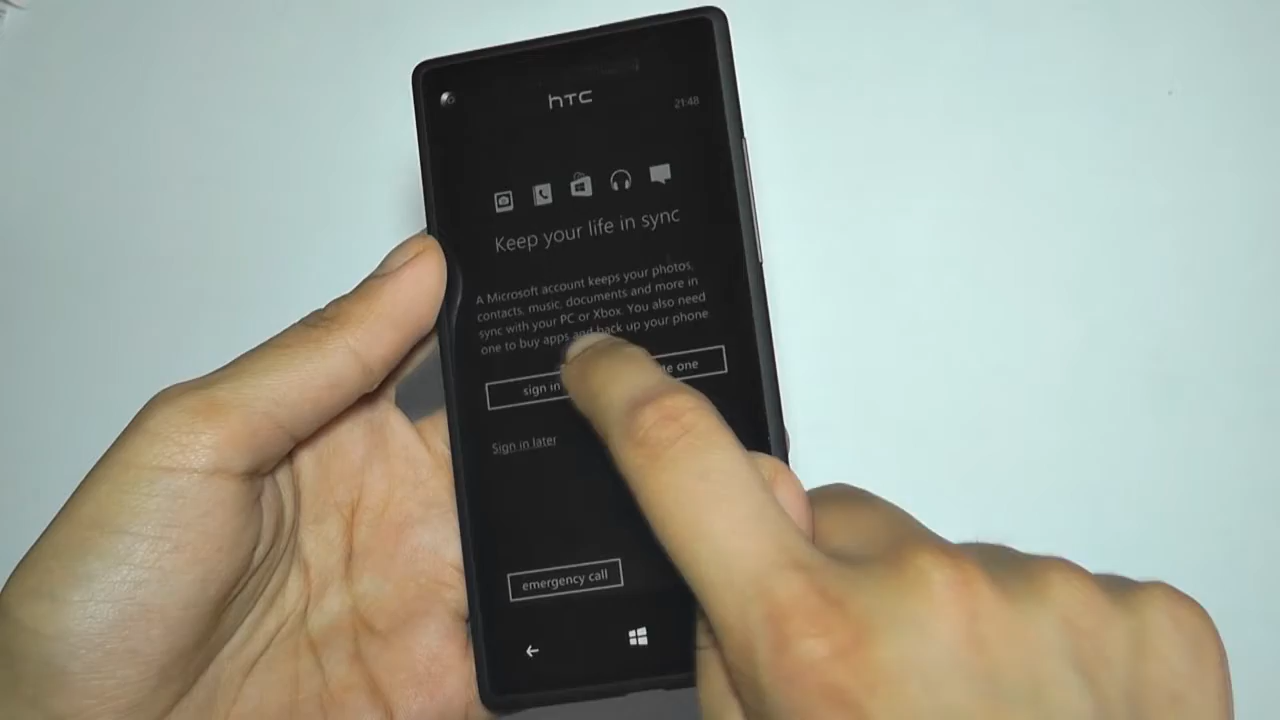 hTC
21:48
Keep your life in sync
A Microsoft account keeps your photos,
contacts, music, documents and more in
sync with your PC or Xbox. You also need
one to buy apps and back up your phone
sign in
one
Sign in later
emergency call